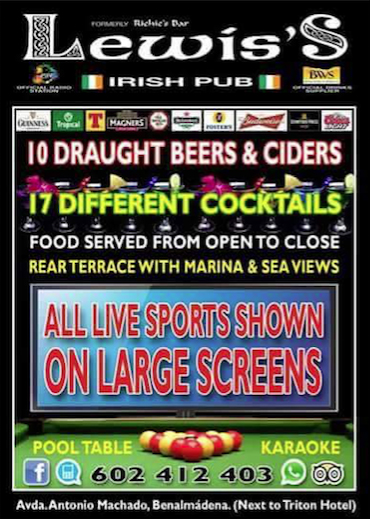 FORMERLY Richie's Bar
Lewis's
IRISH PUB
OFFICIAL RADIO
STATION
BWS
OFFICIAL DRINKS
SUPPLIER
GUINNESS Tropical T MAGNERS Heineken FOSTER'S Budweiser
10 DRAUGHT BEERS & CIDERS
17 DIFFERENT COCKTAILS
FOOD SERVED FROM OPEN TO CLOSE
REAR TERRACE WITH MARINA & SEA VIEWS
ALL LIVE SPORTS SHOWN
ON LARGE SCREENS
POOL TABLE KARAOKE
f 602 412 403
Avda. Antonio Machado, Benalmádena. (Next to Triton Hotel)